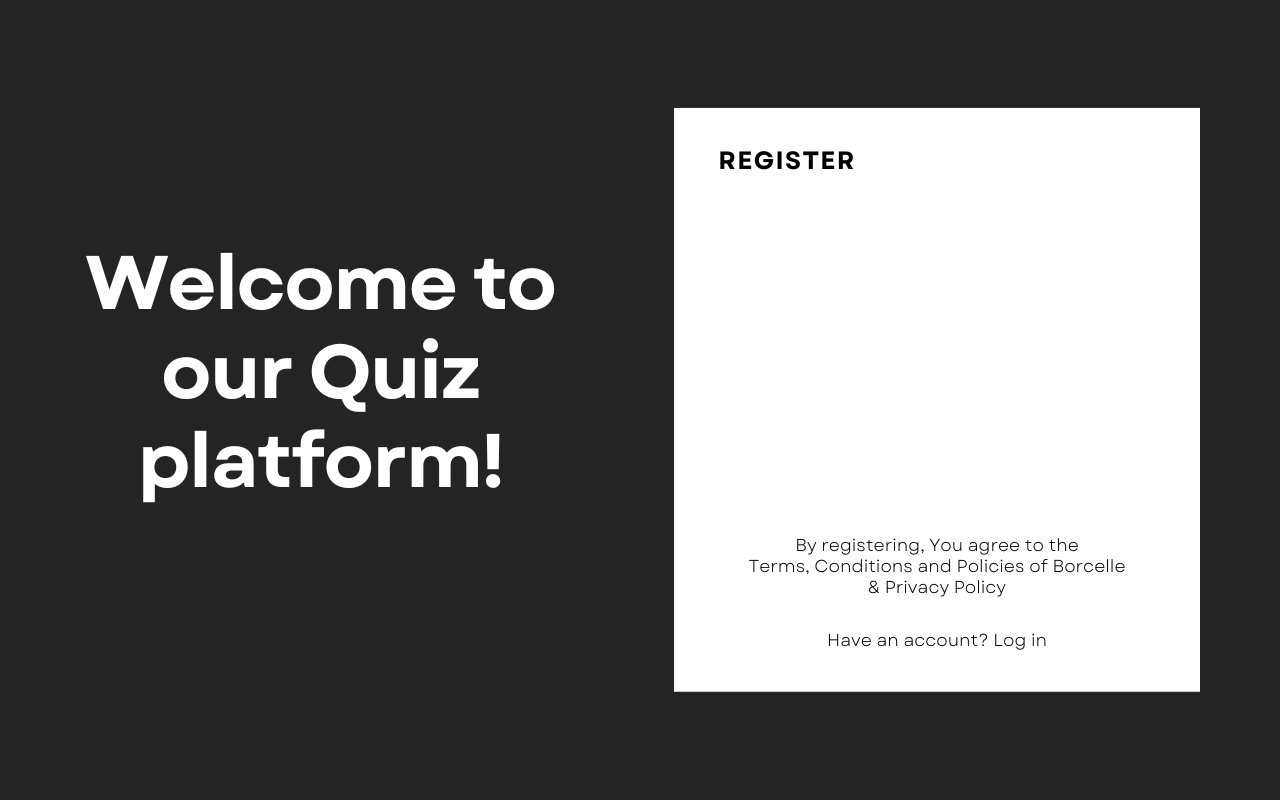 Welcome to
our Quiz
platform!
REGISTER
By registering, You agree to the
Terms, Conditions and Policies of Borcelle
& Privacy Policy
Have an account? Log in